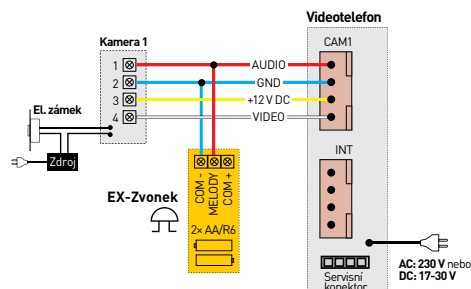 Videotelefon
Kamera 1
CAM1
1
AUDIO
2
GND
3
+12 V DC
4
VIDEO
El. zámek
Zdroj
INT
COM -
MELODY
COM +
EX-Zvonek
2× AA/R6
AC: 230 V nebo
DC: 17-30 V
Servisní
konektor